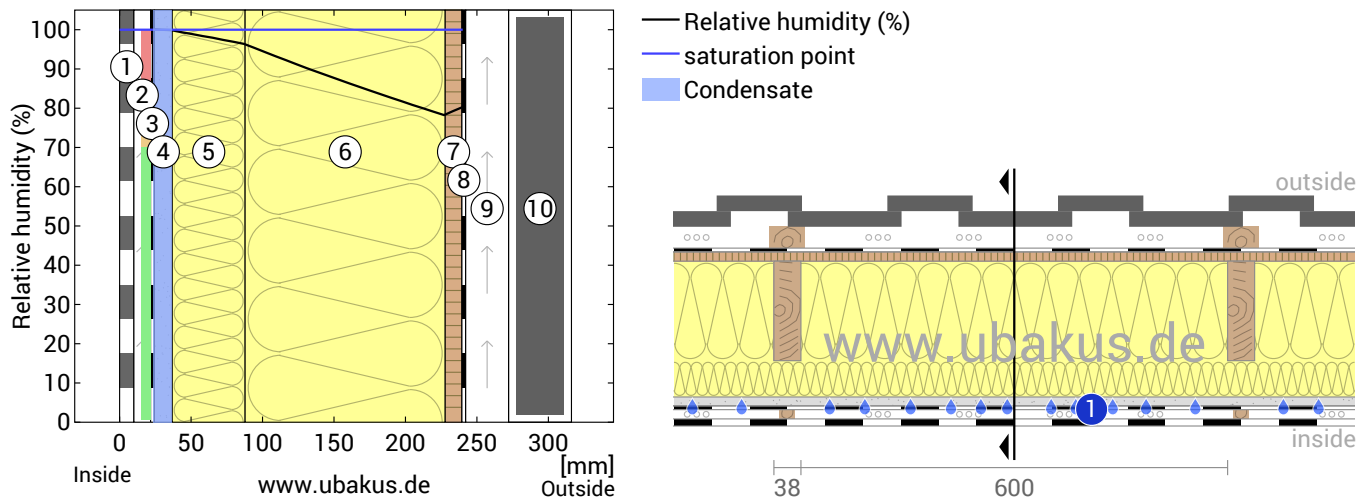 Relative humidity (%)
100
90
80
70
60
50
40
30
20
10
0
1
2
3
4
5
6
7
8
9
10
0
50
100
150
200
250
300
[mm]
Inside
www.ubakus.de
Outside
Relative humidity (%)
saturation point
Condensate
outside
www.ubakus.de
1
inside
38
600